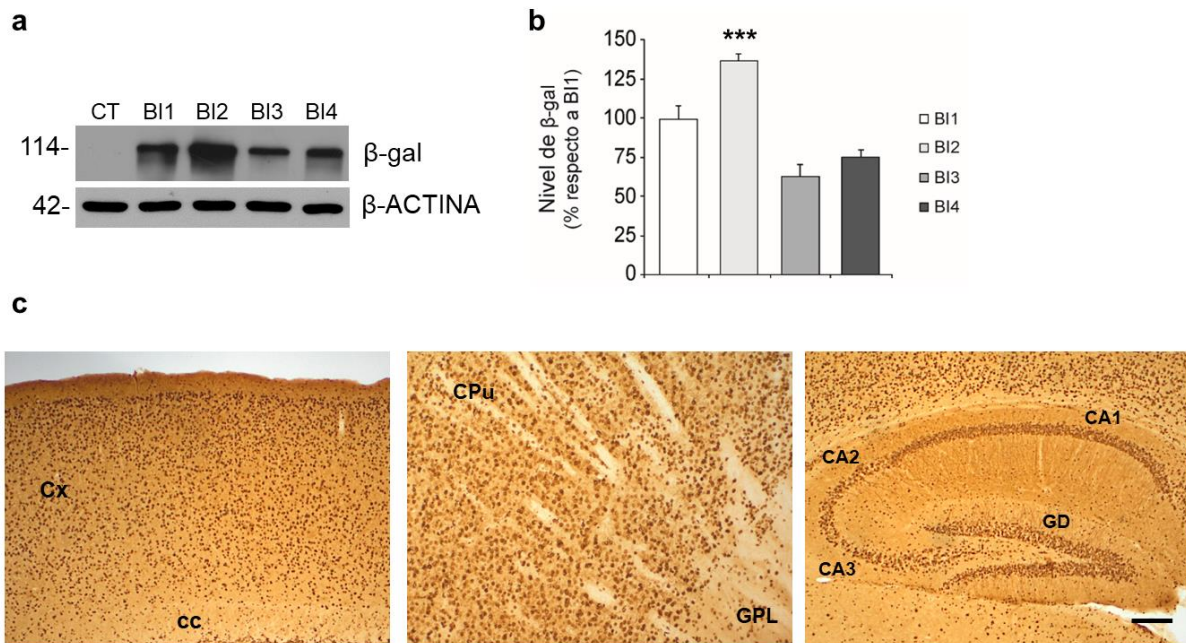 a
CT BI1 BI2 BI3 BI4
114- β-gal
42- β-ACTINA
b
***
Nivel de β-gal
(% respecto a BI1)
150
125
100
75
50
25
0
BI1
BI2
BI3
BI4
c
Cx
cc
CPu
GPL
CA1
CA2
GD
CA3